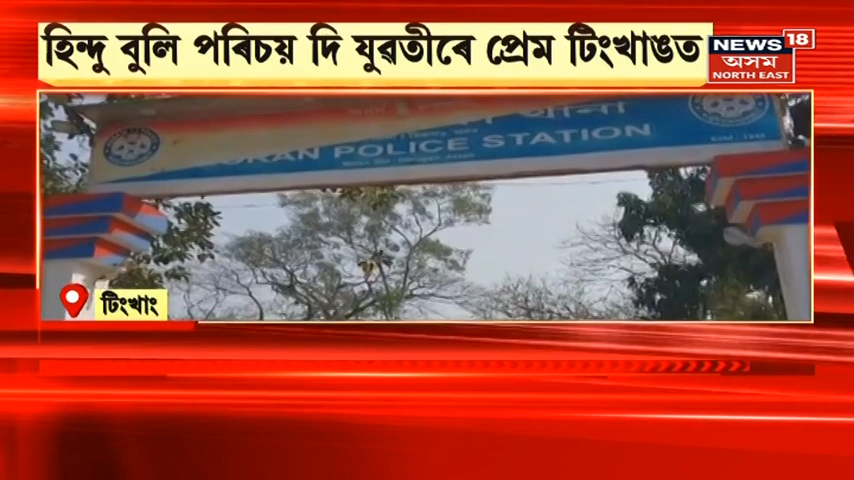 হিন্দু বুলি পৰিচয় দি যুৱতীৰে প্ৰেম টিংখাঙত
NEWS 18
অসম
NORTH EAST
থানা
POLICE STATION
টিংখাং